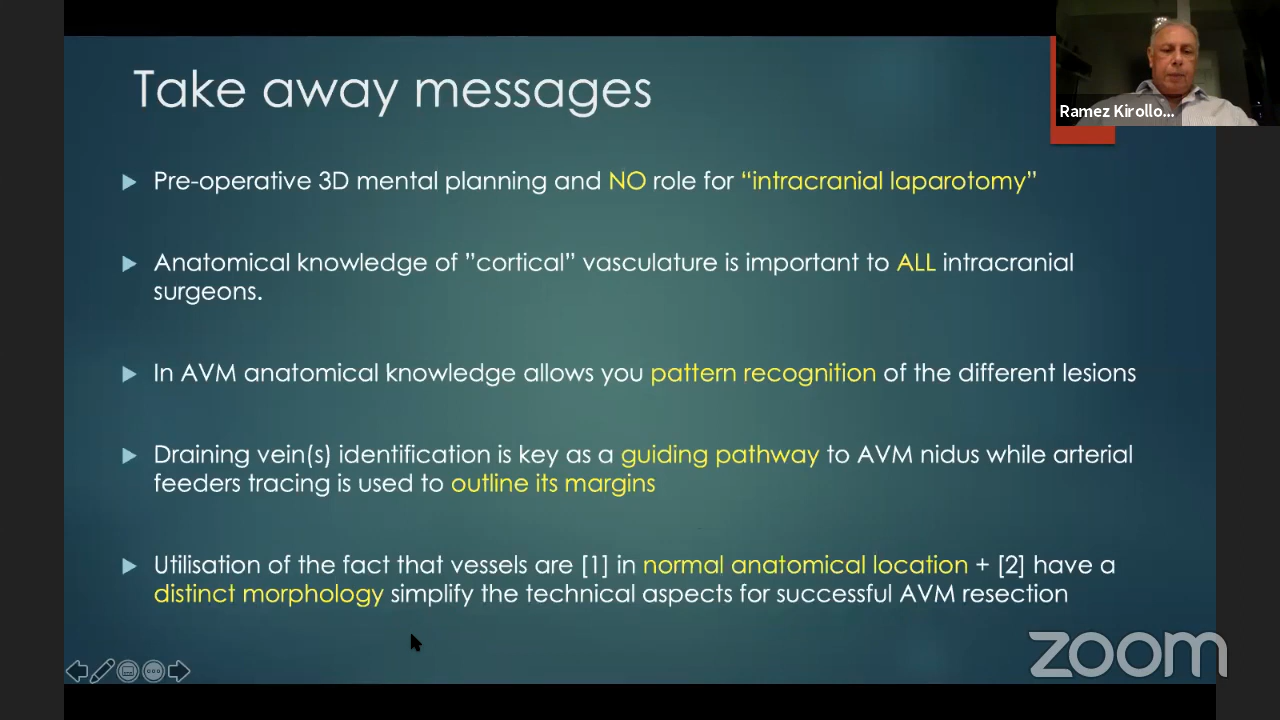 Take away messages
Ramez Kirollo...
Pre-operative 3D mental planning and NO role for “intracranial laparotomy”
Anatomical knowledge of ”cortical” vasculature is important to ALL intracranial
surgeons.
In AVM anatomical knowledge allows you pattern recognition of the different lesions
Draining vein(s) identification is key as a guiding pathway to AVM nidus while arterial
feeders tracing is used to outline its margins
Utilisation of the fact that vessels are [1] in normal anatomical location + [2] have a
distinct morphology simplify the technical aspects for successful AVM resection
zoom